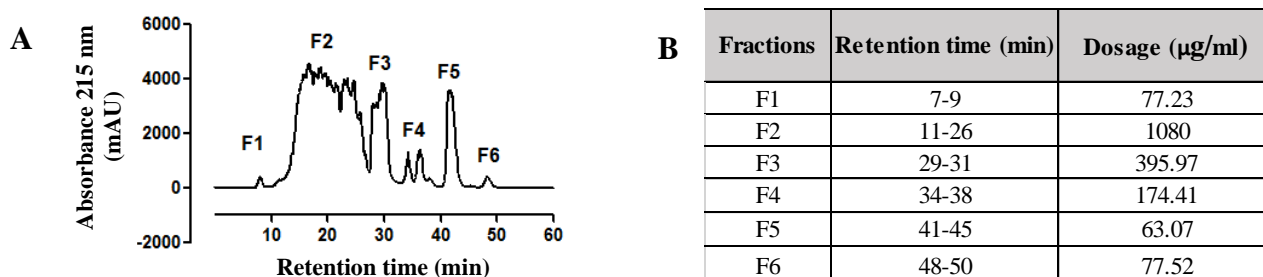 A
Absorbance 215 nm
(mAU)
6000
4000
2000
0
-2000
F1
F2
F3
F4
F5
F6
10 20 30 40 50 60
Retention time (min)
B
Fractions Retention time (min) Dosage (µg/ml)
F1 7-9 77.23
F2 11-26 1080
F3 29-31 395.97
F4 34-38 174.41
F5 41-45 63.07
F6 48-50 77.52